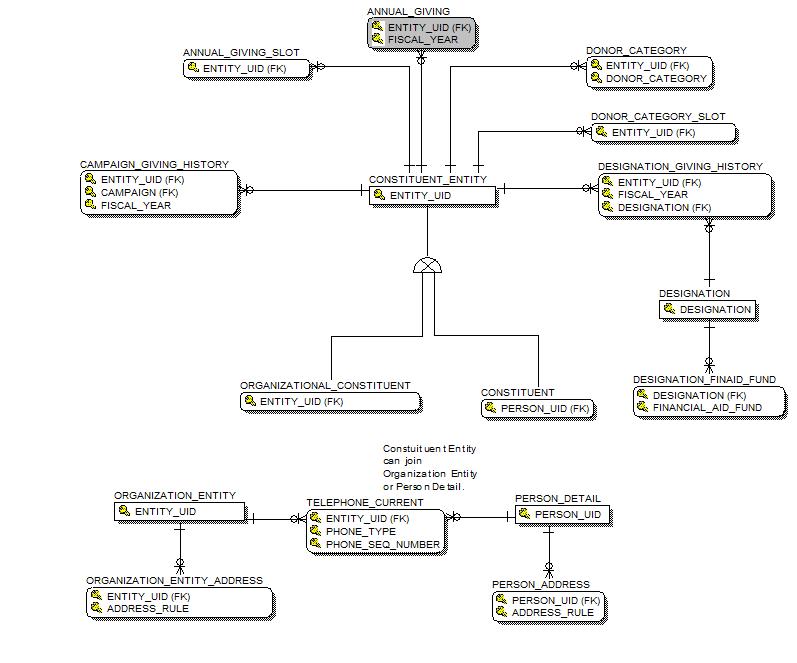 ANNUAL_GIVING
ENTITY_UID (FK)
FISCAL_YEAR
ANNUAL_GIVING_SLOT
ENTITY_UID (FK)
DONOR_CATEGORY
ENTITY_UID (FK)
DONOR_CATEGORY
DONOR_CATEGORY_SLOT
ENTITY_UID (FK)
CAMPAIGN_GIVING_HISTORY
ENTITY_UID (FK)
CAMPAIGN (FK)
FISCAL_YEAR
CONSTITUENT_ENTITY
ENTITY_UID
DESIGNATION_GIVING_HISTORY
ENTITY_UID (FK)
FISCAL_YEAR
DESIGNATION (FK)
DESIGNATION
DESIGNATION
DESIGNATION_FINAID_FUND
DESIGNATION (FK)
FINANCIAL_AID_FUND
ORGANIZATIONAL_CONSTITUENT
ENTITY_UID (FK)
CONSTITUENT
PERSON_UID (FK)
Constuituent Entity
can join
Organization Entity
or Person Detail.
ORGANIZATION_ENTITY
ENTITY_UID
TELEPHONE_CURRENT
ENTITY_UID (FK)
PHONE_TYPE
PHONE_SEQ_NUMBER
PERSON_DETAIL
PERSON_UID
ORGANIZATION_ENTITY_ADDRESS
ENTITY_UID (FK)
ADDRESS_RULE
PERSON_ADDRESS
PERSON_UID (FK)
ADDRESS_RULE